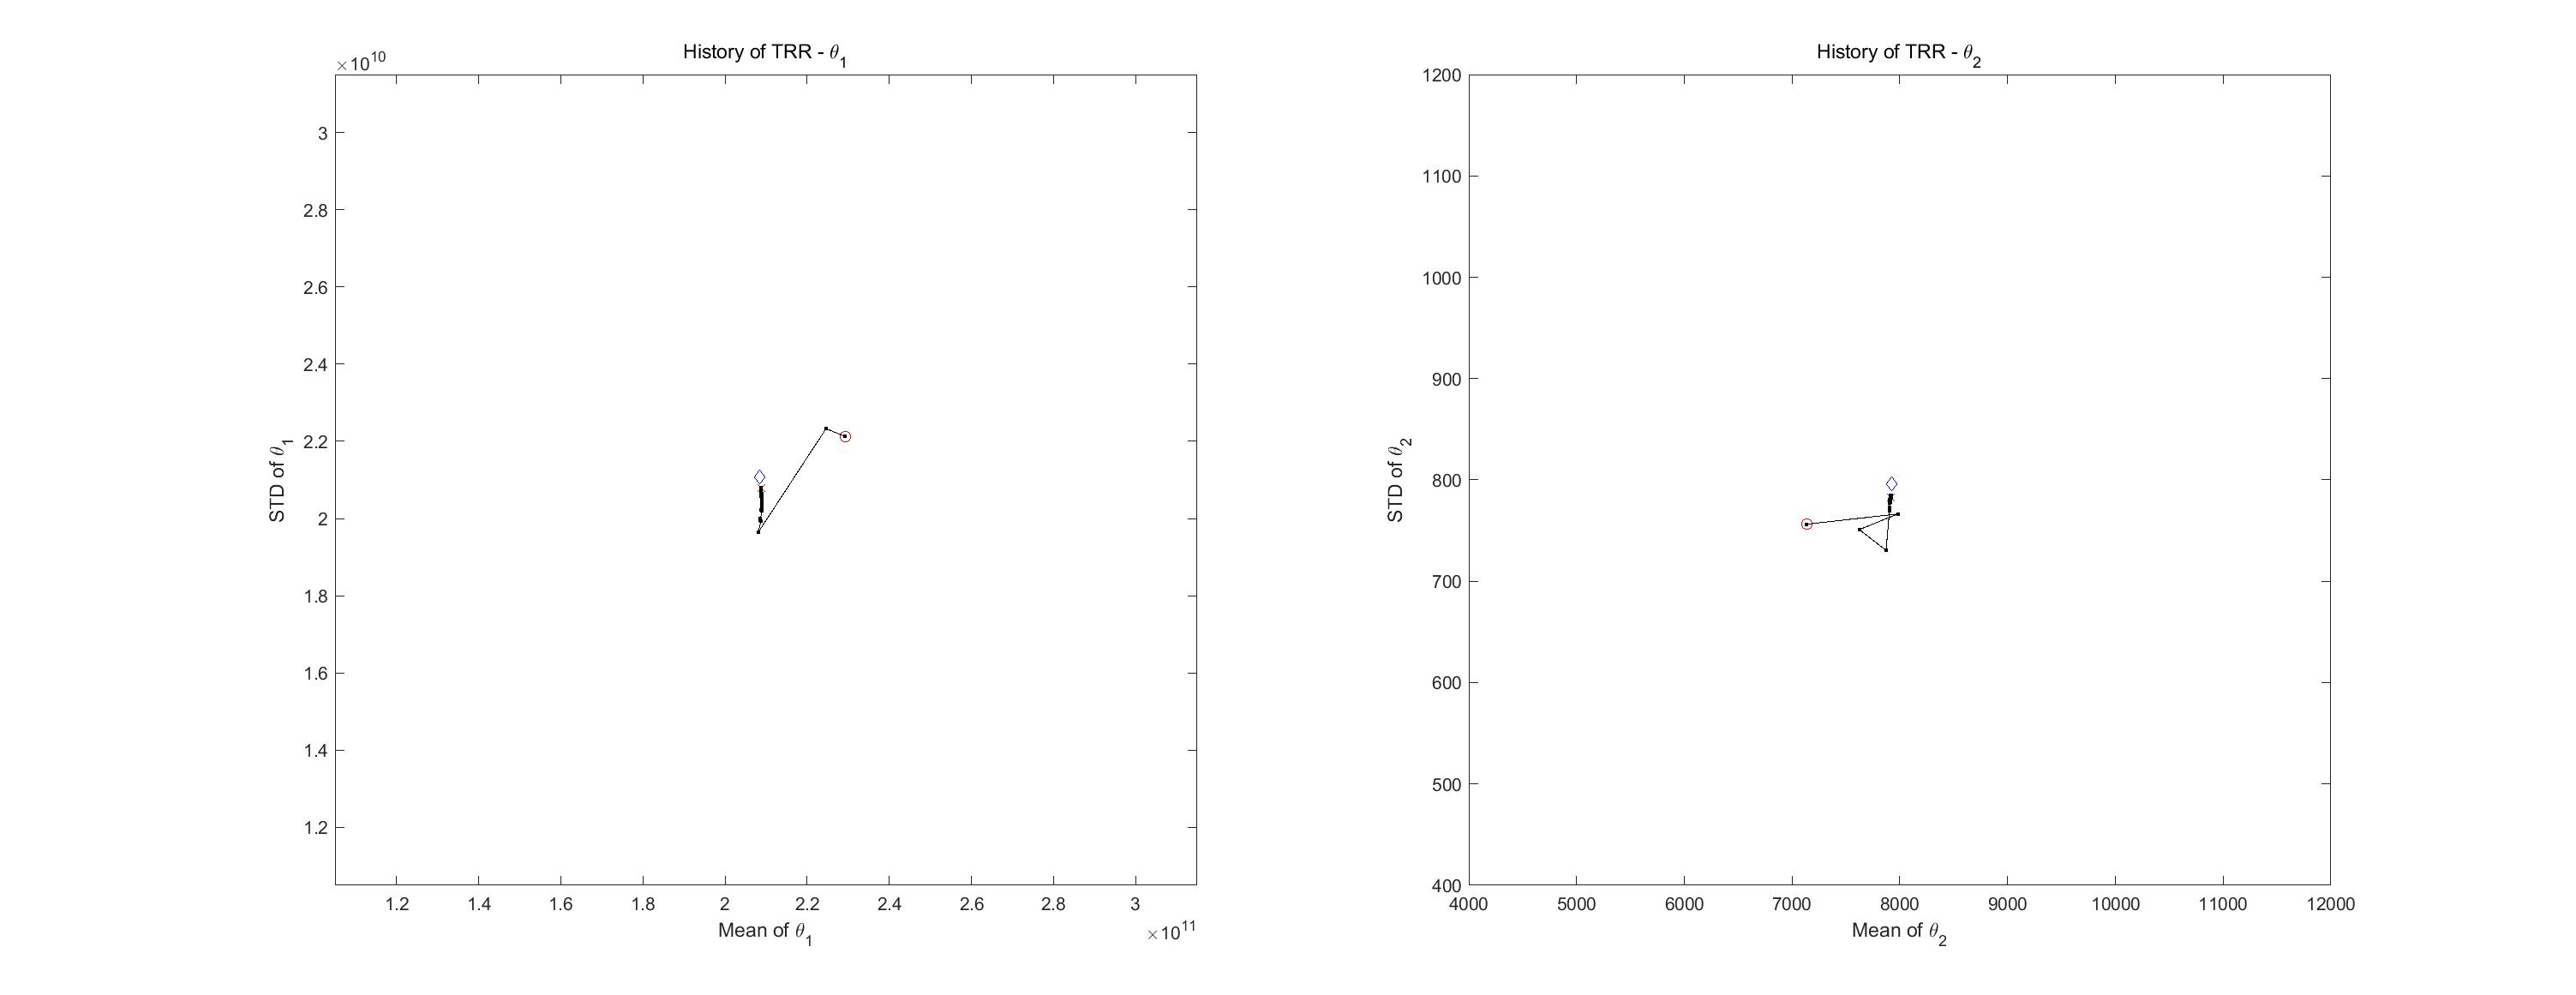 History of TRR - θ1
×10^10
3
2.8
2.6
2.4
2.2
2
1.8
1.6
1.4
1.2
STD of θ1
1.2 1.4 1.6 1.8 2 2.2 2.4 2.6 2.8 3
Mean of θ1
×10^11
History of TRR - θ2
1200
1100
1000
900
800
700
600
500
400
STD of θ2
4000 5000 6000 7000 8000 9000 10000 11000 12000
Mean of θ2